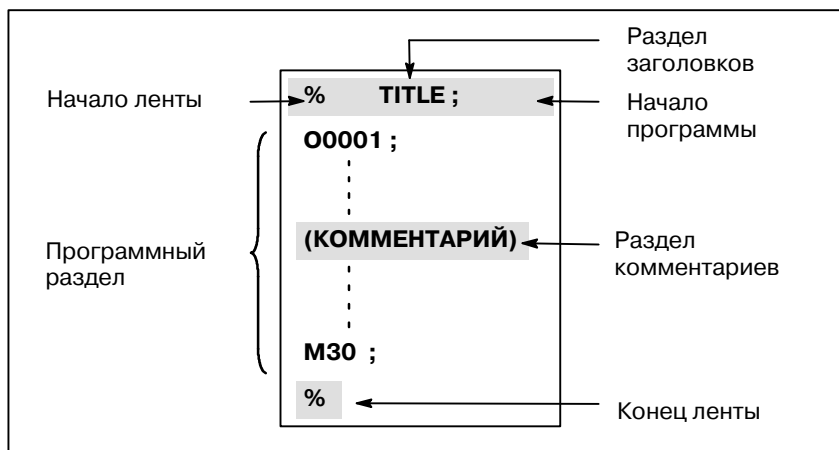 Раздел
заголовков
Начало ленты
% TITLE ;
Начало
программы
O0001 ;
(КОММЕНТАРИЙ)
Программный
раздел
Раздел
комментариев
M30 ;
%
Конец ленты